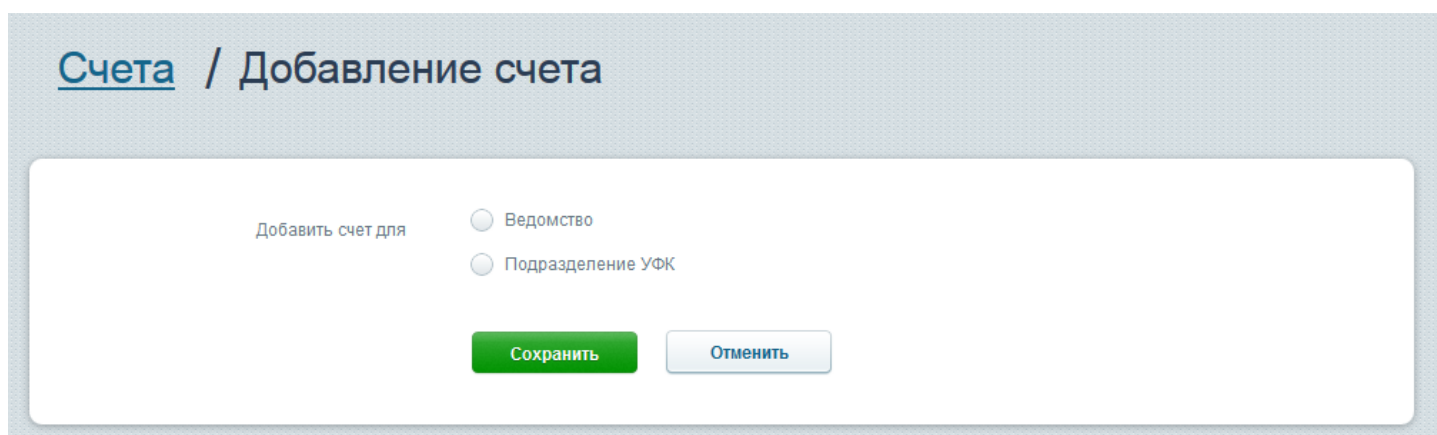 Счета / Добавление счета
Добавить счет для
Ведомство
Подразделение УФК
Сохранить Отменить